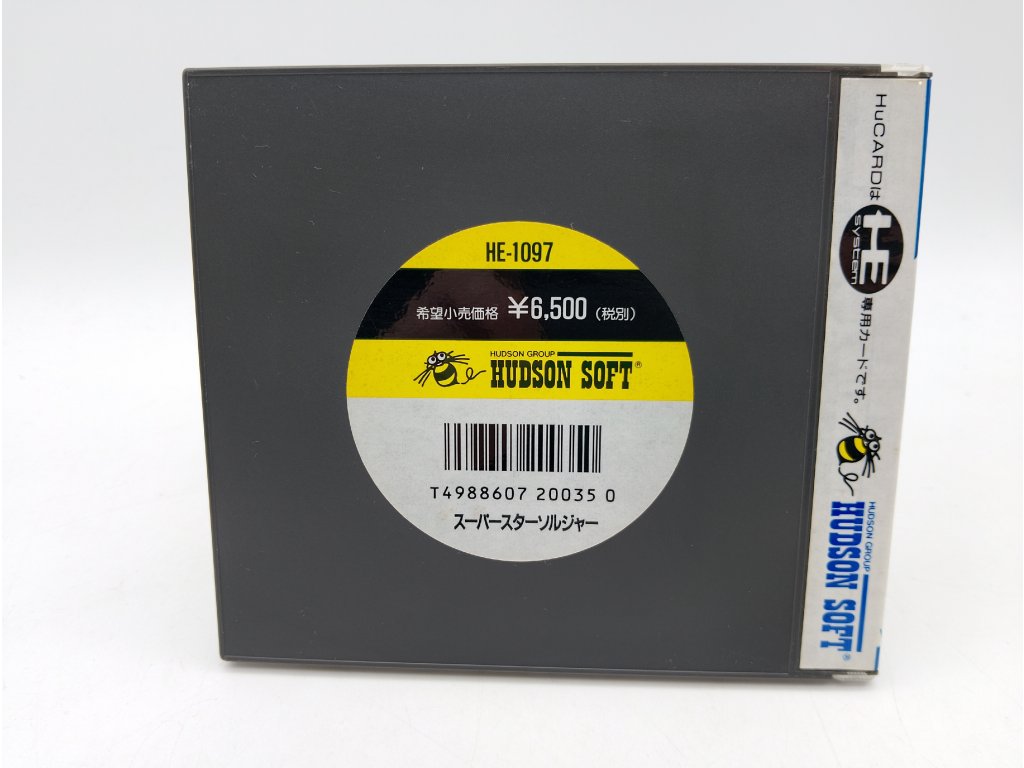 HE-1097
希望小売価格 ¥6,500 (税別)
HUDSON GROUP
HUDSON SOFT®
T4988607 20035 0
スーパースターソルジャー
HuCARDは HE system 専用カードです。
HUDSON GROUP
HUDSON SOFT®